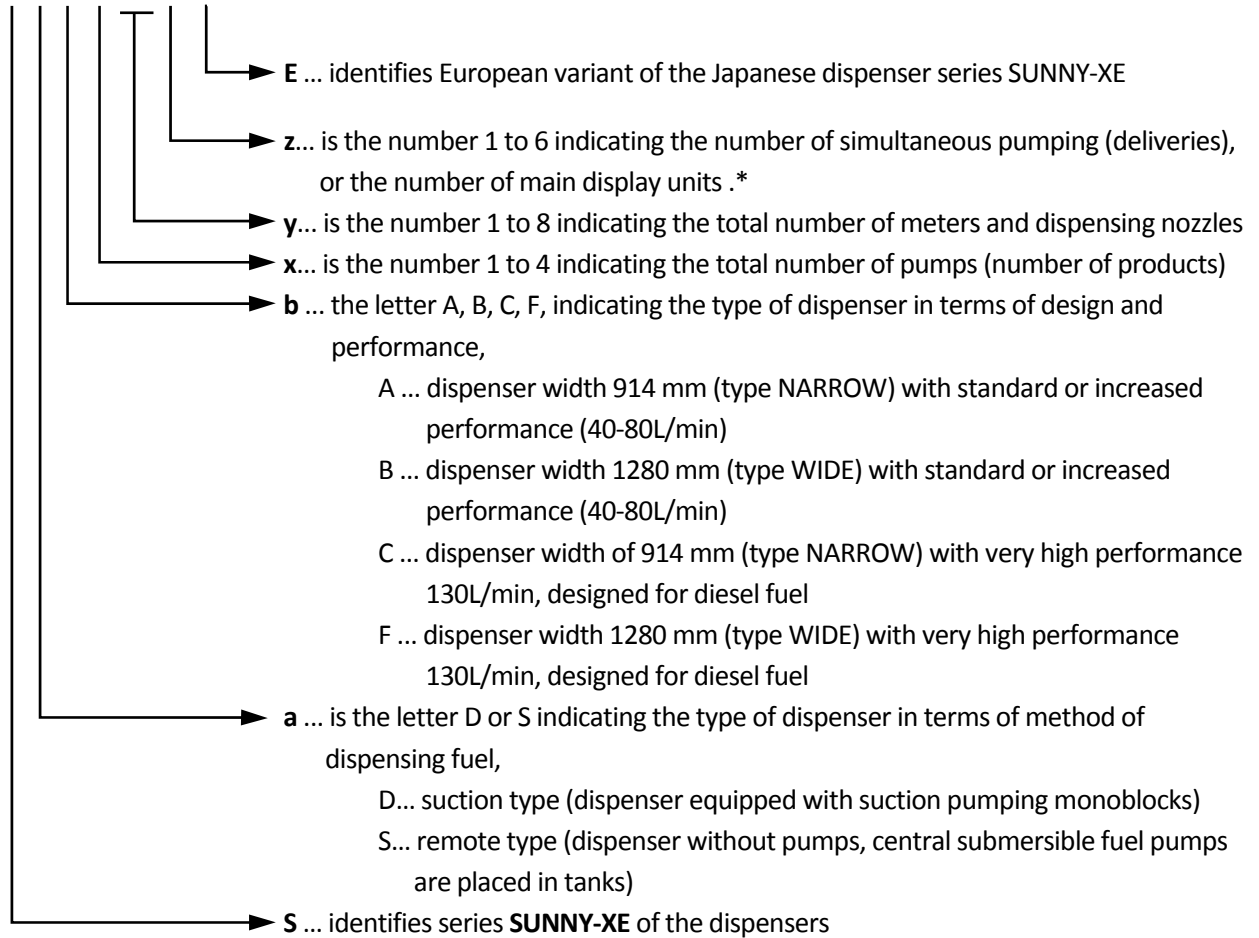 E ... identifies European variant of the Japanese dispenser series SUNNY-XE
z... is the number 1 to 6 indicating the number of simultaneous pumping (deliveries),
or the number of main display units .*
y... is the number 1 to 8 indicating the total number of meters and dispensing nozzles
x... is the number 1 to 4 indicating the total number of pumps (number of products)
b ... the letter A, B, C, F, indicating the type of dispenser in terms of design and
performance,
A ... dispenser width 914 mm (type NARROW) with standard or increased
performance (40-80L/min)
B ... dispenser width 1280 mm (type WIDE) with standard or increased
performance (40-80L/min)
C ... dispenser width of 914 mm (type NARROW) with very high performance
130L/min, designed for diesel fuel
F ... dispenser width 1280 mm (type WIDE) with very high performance
130L/min, designed for diesel fuel
a ... is the letter D or S indicating the type of dispenser in terms of method of
dispensing fuel,
D... suction type (dispenser equipped with suction pumping monoblocks)
S... remote type (dispenser without pumps, central submersible fuel pumps
are placed in tanks)
S ... identifies series SUNNY-XE of the dispensers